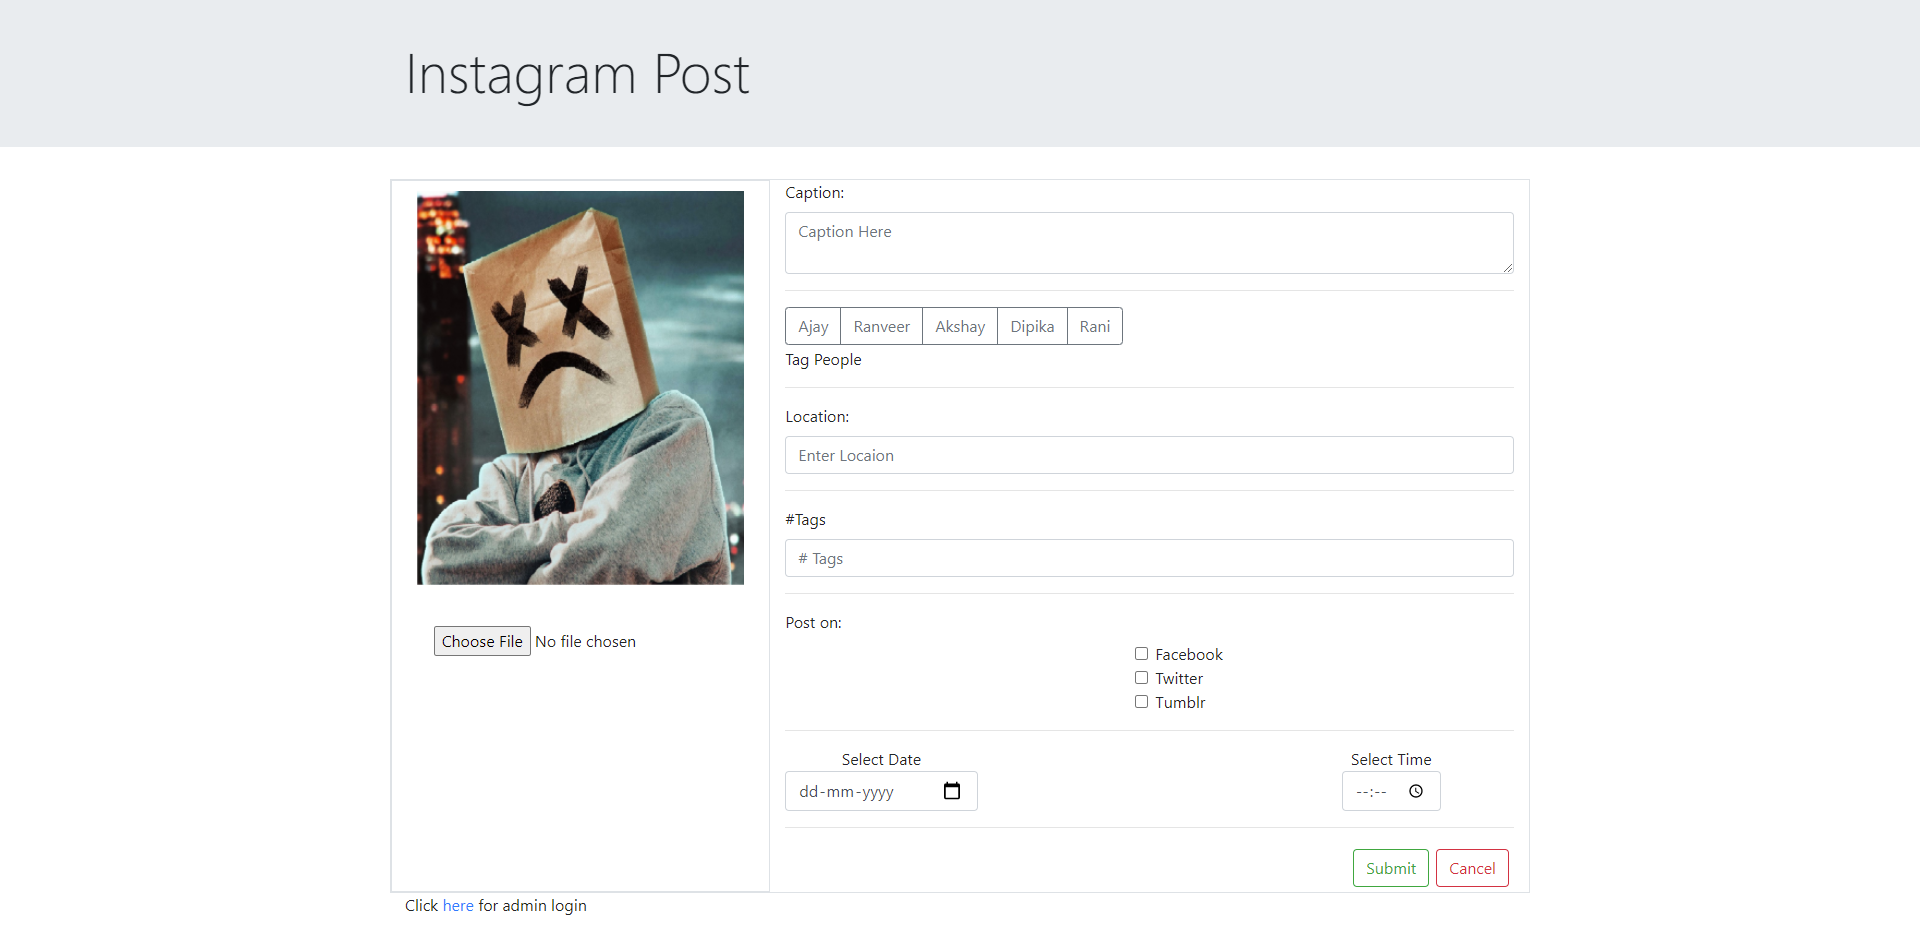 Instagram Post
Caption:
Caption Here
Ajay Ranveer Akshay Dipika Rani
Tag People
Location:
Enter Locaion
#Tags
# Tags
Post on:
Choose File No file chosen
Facebook
Twitter
Tumblr
Select Date Select Time
dd-mm-yyyy --:--
Submit Cancel
Click here for admin login